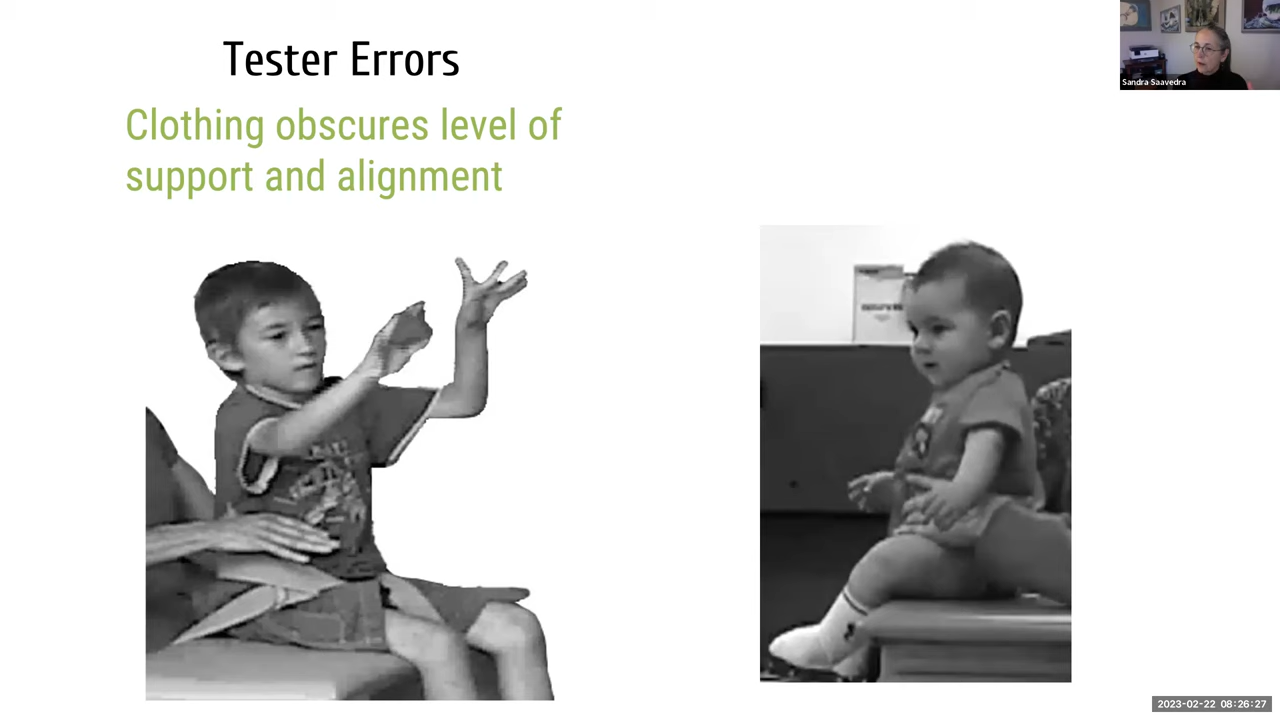 Tester Errors
Clothing obscures level of
support and alignment
Sandra Saavedra
2023-02-22 08:26:27